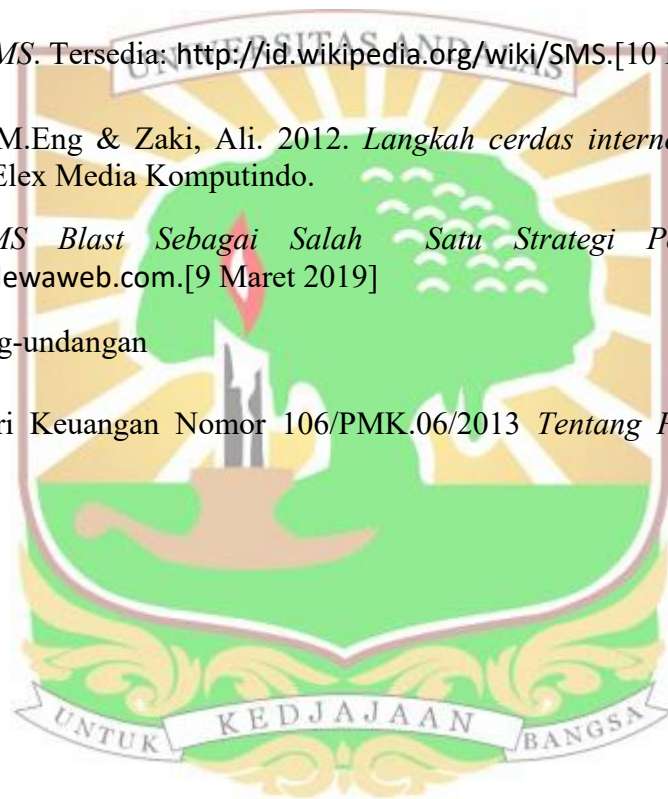 MS. Tersedia: http://id.wikipedia.org/wiki/SMS.[10
UNIVERSITAS ANDALAS
M.Eng & Zaki, Ali. 2012. Langkah cerdas interne
Elex Media Komputindo.
MS Blast Sebagai Salah Satu Strategi Pe
dewaweb.com.[9 Maret 2019]
g-undangan
ri Keuangan Nomor 106/PMK.06/2013 Tentang P
UNTUK KEDJAJAAN BANGSA